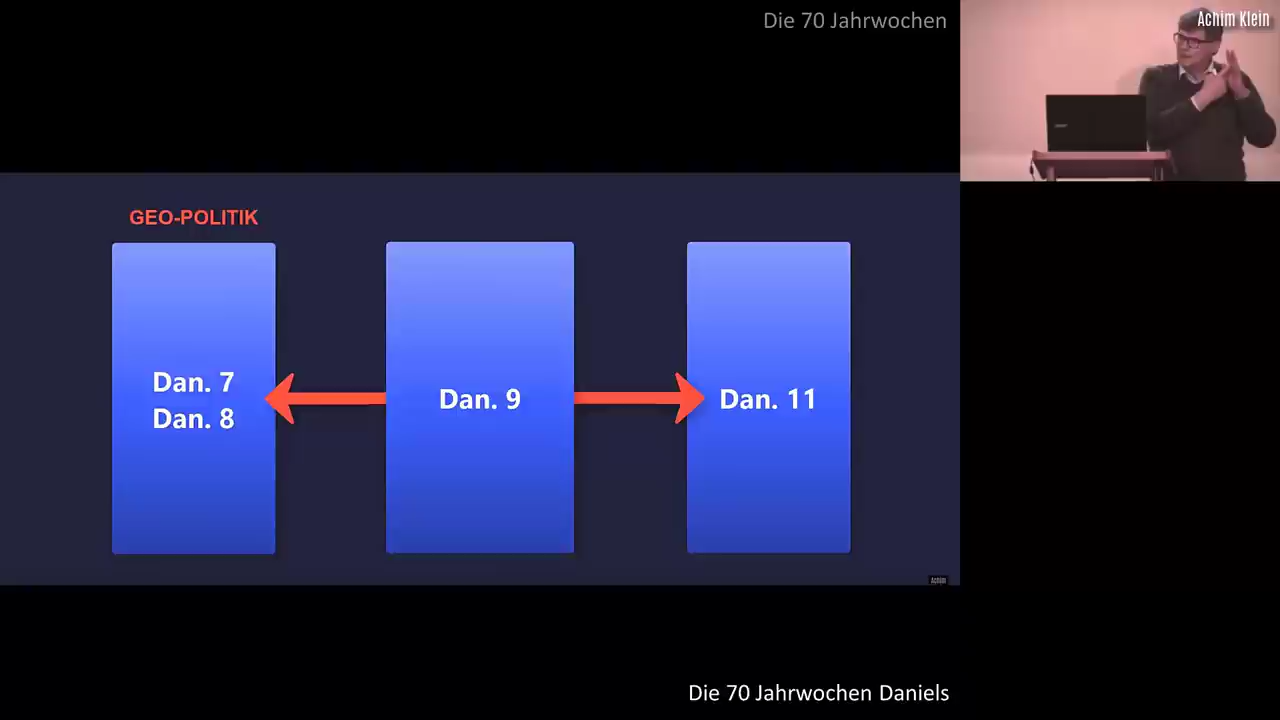 Die 70 Jahrwochen
Achim Klein
GEO-POLITIK
Dan. 7
Dan. 8
Dan. 9
Dan. 11
Achim
Die 70 Jahrwochen Daniels